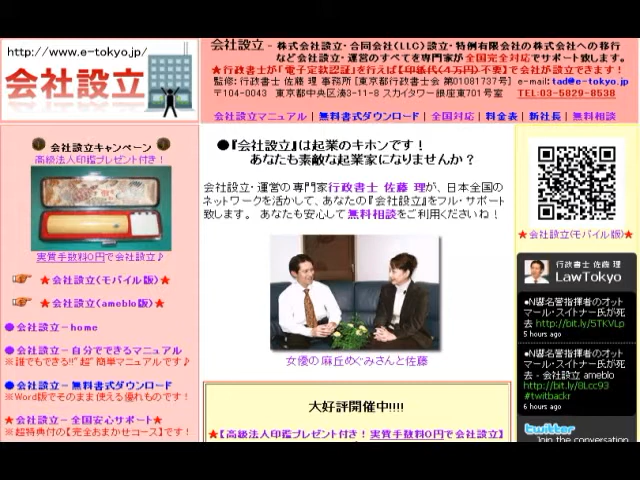 http://www.e-tokyo.jp/
会社設立
会社設立 - 株式会社設立・合同会社(LLC)設立・特例有限会社の株式会社への移行
など会社設立・運営のすべてを専門家が全国完全対応でサポート致します。
★行政書士が『電子定款認証』を行えば【印紙代(4万円)不要】で会社が設立できます！
監修: 行政書士 佐藤 理 事務所 [東京都行政書士会 第01081737号] e-mail: tad@e-tokyo.jp
〒104-0043 東京都中央区湊3-11-8 スカイタワー銀座東701号室 TEL:03-5829-8538
会社設立マニュアル | 無料書式ダウンロード | 全国対応 | 料金表 | 新社長 | 無料相談
会社設立キャンペーン
高級法人印鑑プレゼント付き！
実質手数料0円で会社設立♪
★会社設立(モバイル版)★
★会社設立(ameblo版)★
●会社設立－home
●会社設立－自分でできるマニュアル
※誰でもできる!!"超"簡単マニュアルです♪
●会社設立－無料書式ダウンロード
※Word版でそのまま使える優れものです！
★会社設立－全国安心サポート★
※超特典付の【完全おまかせコース】です！
●『会社設立』は起業のキホンです！
あなたも素敵な起業家になりませんか？
会社設立・運営の専門家行政書士 佐藤 理が、日本全国の
ネットワークを活かして、あなたの『会社設立』をフル・サポート
致します。 あなたも安心して無料相談をご利用くださいね！
女優の麻丘めぐみさんと佐藤
大好評開催中!!!!
★【高級法人印鑑プレゼント付き！実質手数料0円で会社設立】
★会社設立(モバイル版)★
行政書士 佐藤 理
LawTokyo
●N響名誉指揮者のオット
マール・スイトナー氏が死
去 http://bit.ly/5TKVLp
5 hours ago
●N響名誉指揮者のオット
マール・スイトナー氏が死
去 - 会社設立 ameblo
http://bit.ly/8Lcc93
#twitbackr
6 hours ago
twitter
Join the conversation